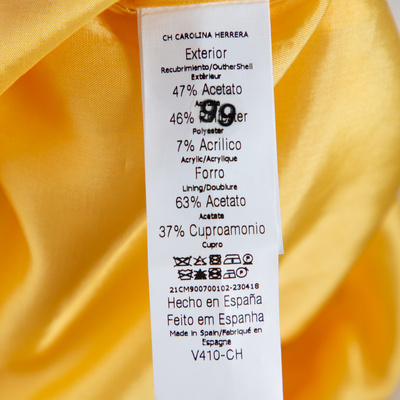 CH CAROLINA HERRERA
Exterior
Recubrimiento/OutherShell
Extérieur
47% Acetato
99
46% Polyester
Polyester
7% Acrilico
Acrylic/Acrylique
Forro
Lining/Doublure
63% Acetato
Acetate
37% Cuproamonio
Cupro
21CM900700102-230418
Hecho en España
Feito em Espanha
Made in Spain/Fabriqué en
Espagne
V410-CH